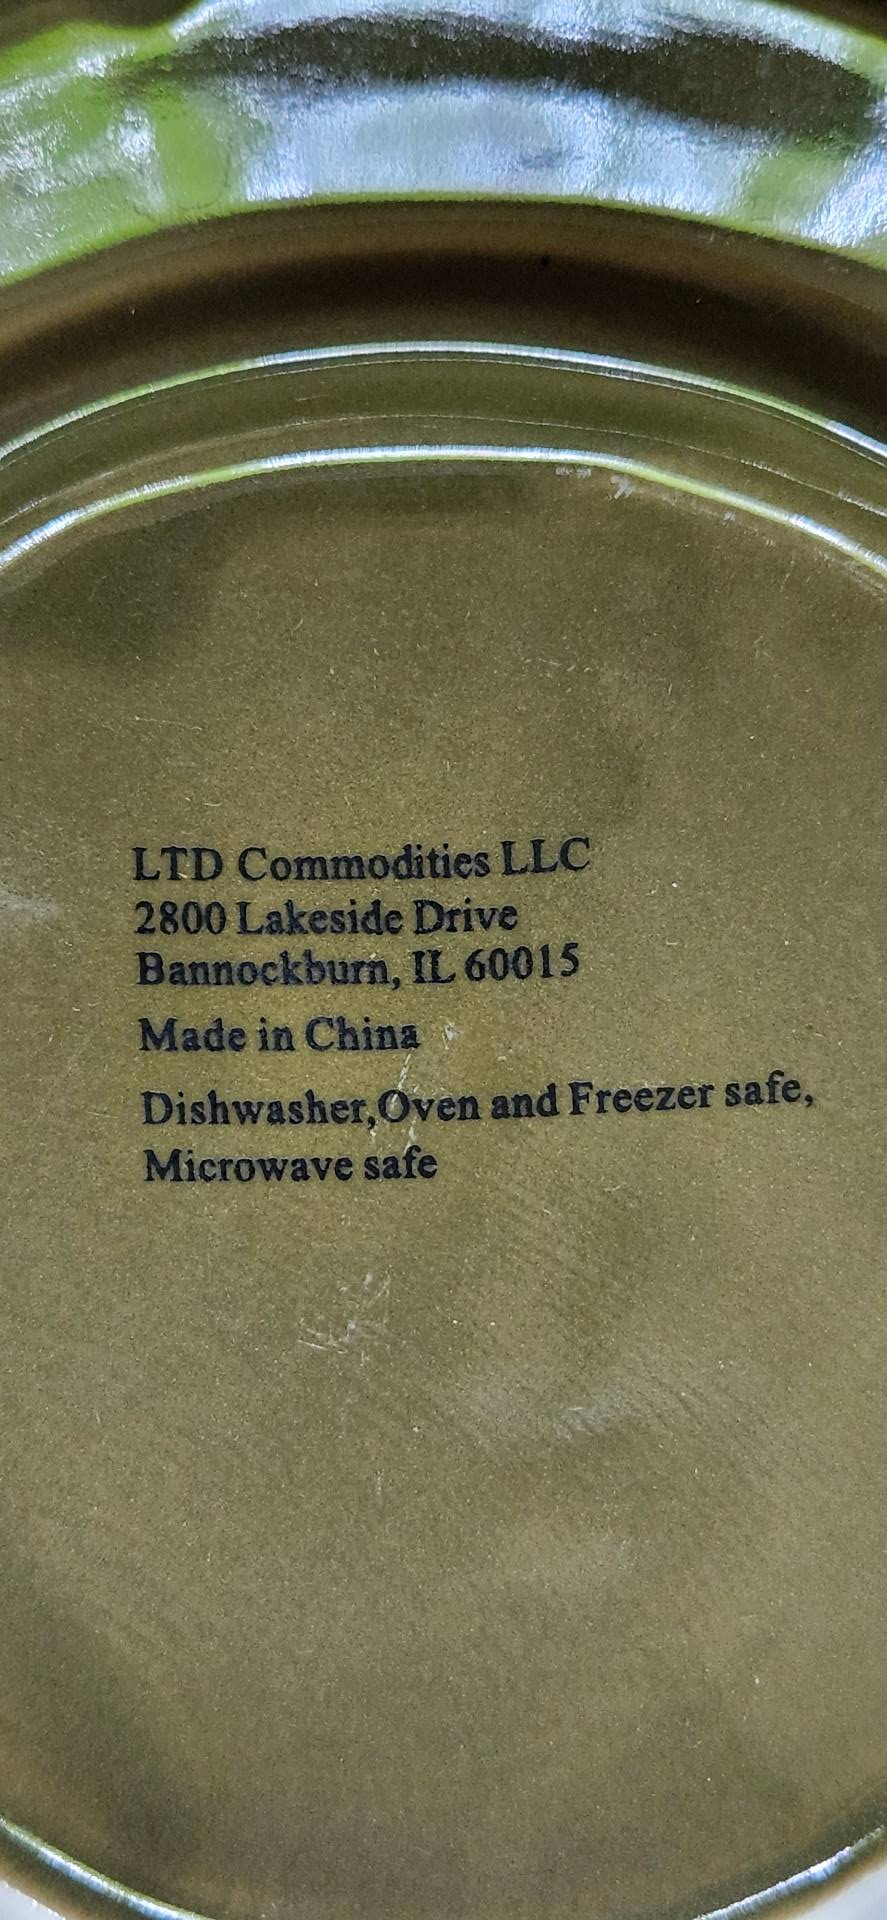 LTD Commodities LLC
2800 Lakeside Drive
Bannockburn, IL 60015
Made in China
Dishwasher,Oven and Freezer safe,
Microwave safe